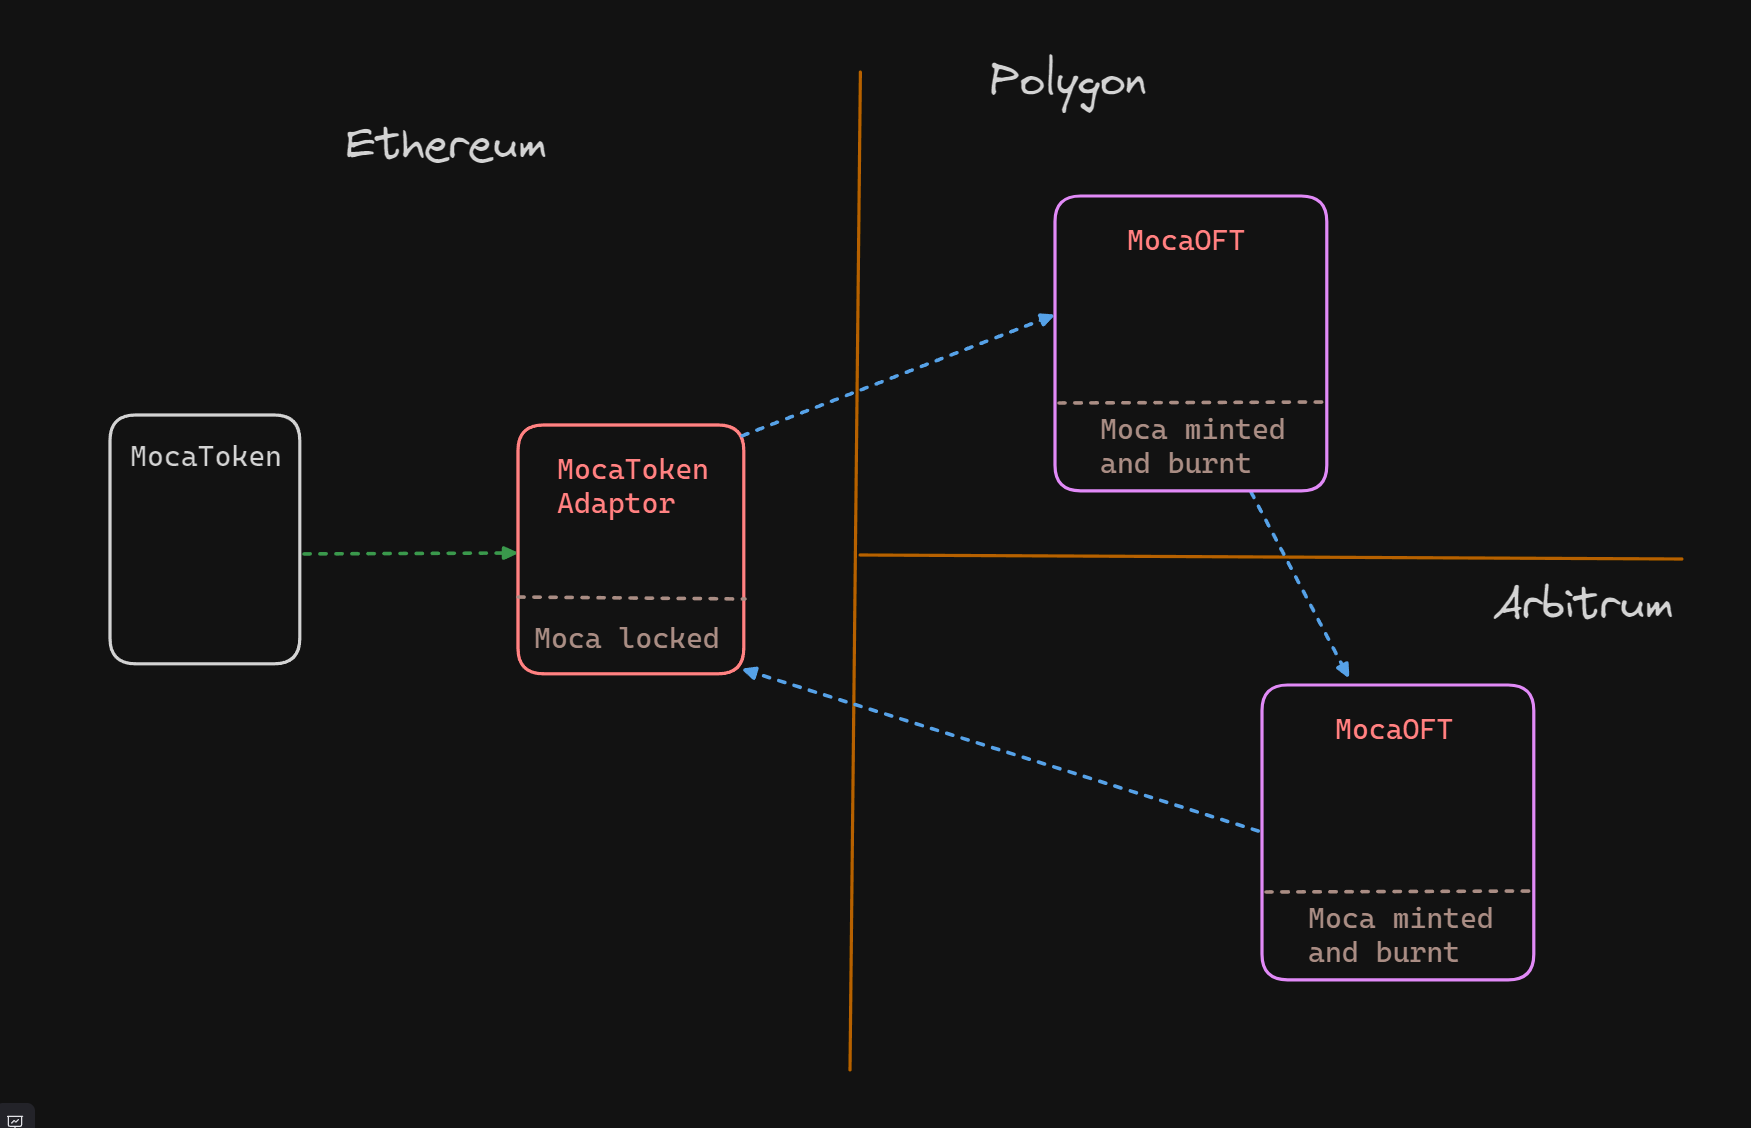 Ethereum
Polygon
MocaOFT
Moca minted
and burnt
MocaToken
MocaToken
Adaptor
Moca locked
Arbitrum
MocaOFT
Moca minted
and burnt